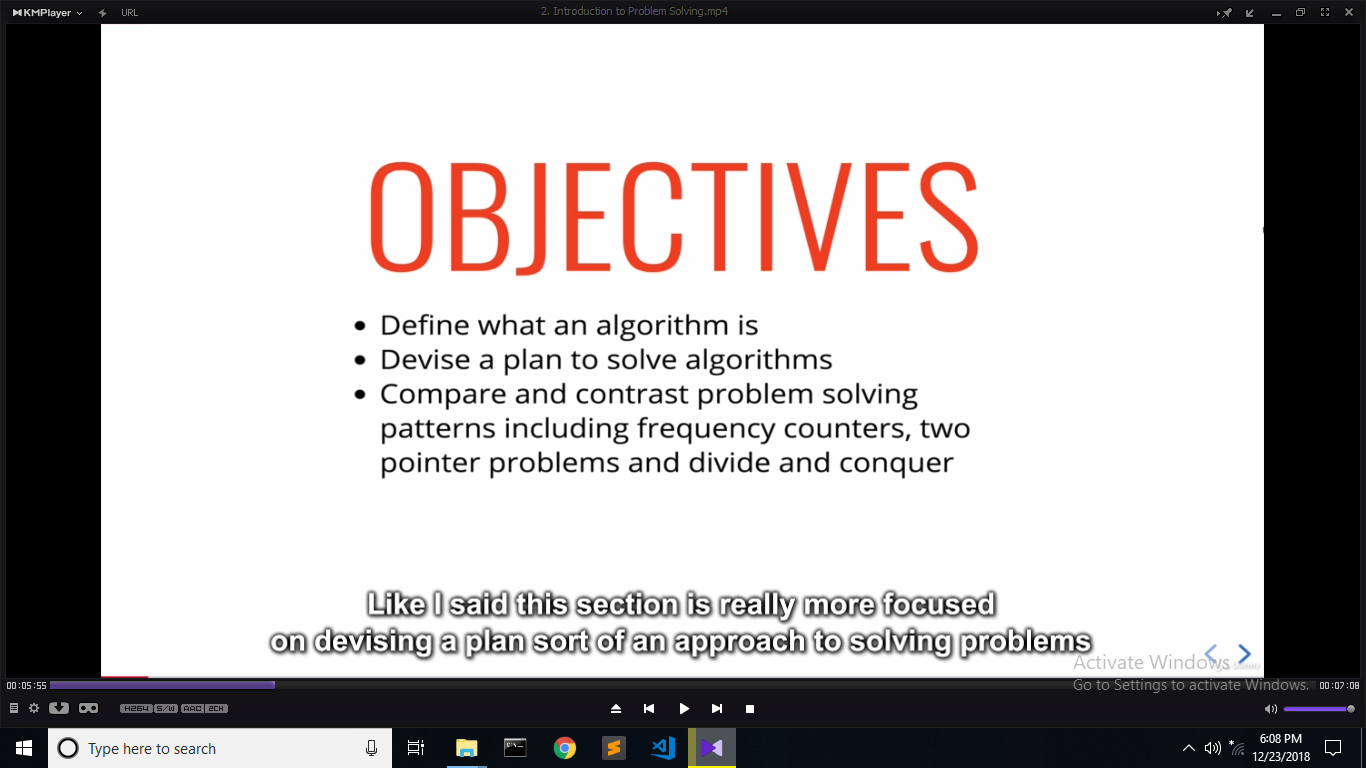 KMPlayer
URL
2. Introduction to Problem Solving.mp4
OBJECTIVES
• Define what an algorithm is
• Devise a plan to solve algorithms
• Compare and contrast problem solving
patterns including frequency counters, two
pointer problems and divide and conquer
Like I said this section is really more focused
on devising a plan sort of an approach to solving problems
Activate Windows
Go to Settings to activate Windows.
00:05:55
00:07:08
H264 S/W AAC 2CH
Type here to search
6:08 PM
12/23/2018